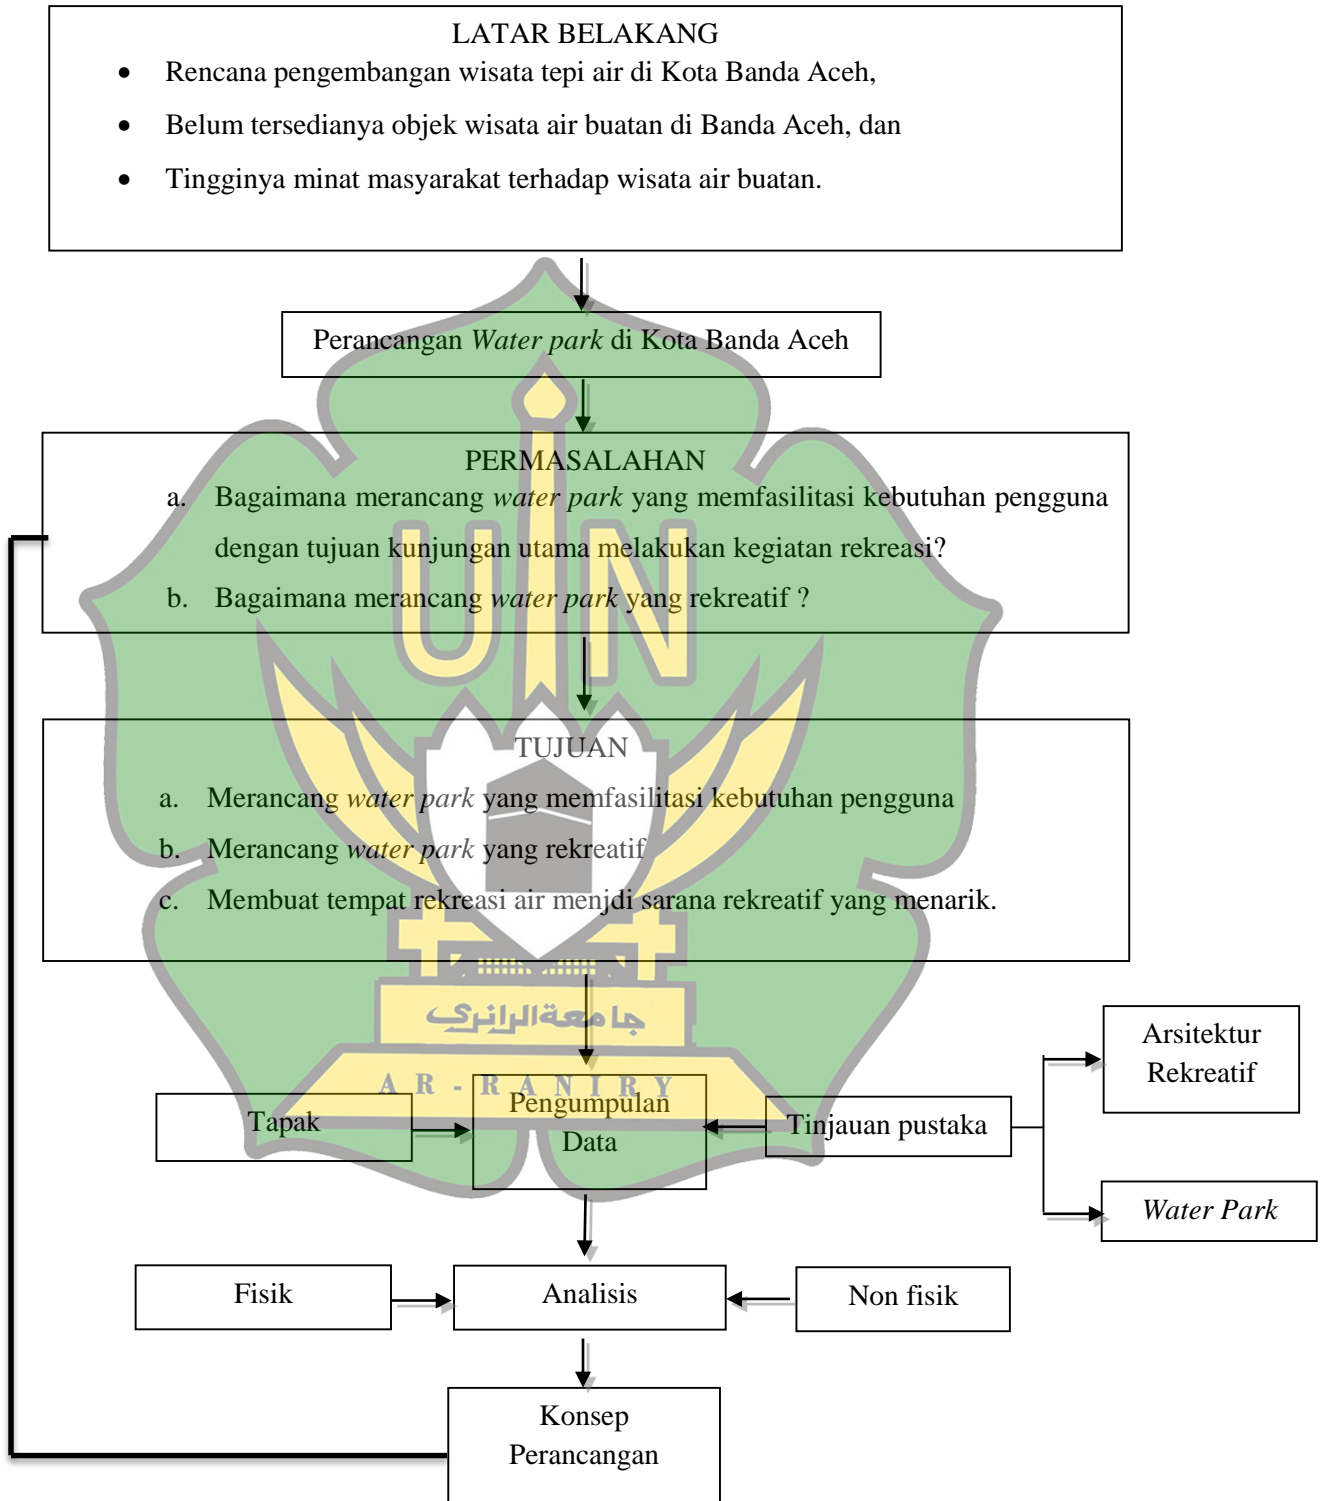 LATAR BELAKANG
• Rencana pengembangan wisata tepi air di Kota Banda Aceh,
• Belum tersedianya objek wisata air buatan di Banda Aceh, dan
• Tingginya minat masyarakat terhadap wisata air buatan.
Perancangan Water park di Kota Banda Aceh
PERMASALAHAN
a. Bagaimana merancang water park yang memfasilitasi kebutuhan pengguna
dengan tujuan kunjungan utama melakukan kegiatan rekreasi?
b. Bagaimana merancang water park yang rekreatif ?
UIN
TUJUAN
a. Merancang water park yang memfasilitasi kebutuhan pengguna
b. Merancang water park yang rekreatif
c. Membuat tempat rekreasi air menjdi sarana rekreatif yang menarik.
جامعة الرانري
AR-RANIRY
Tapak
Pengumpulan
Data
Tinjauan pustaka
Arsitektur
Rekreatif
Water Park
Fisik
Analisis
Non fisik
Konsep
Perancangan